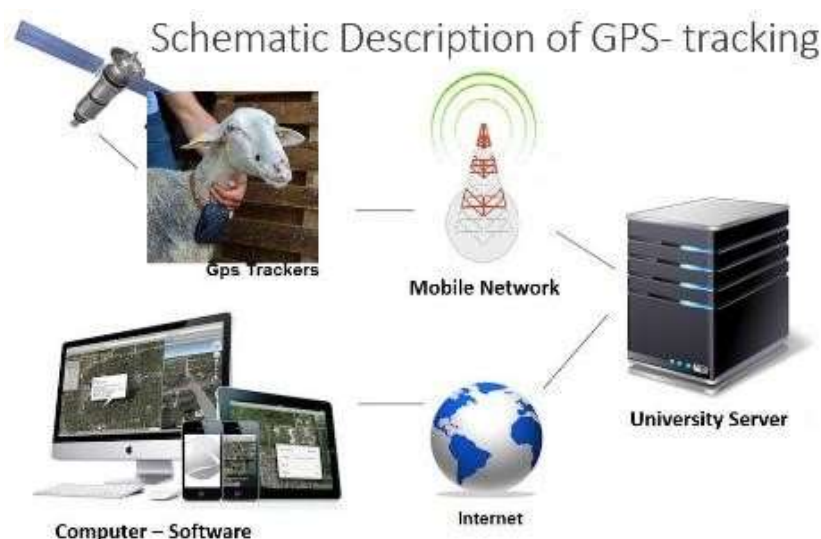 Schematic Description of GPS- tracking
Gps Trackers
Mobile Network
University Server
Computer – Software
Internet